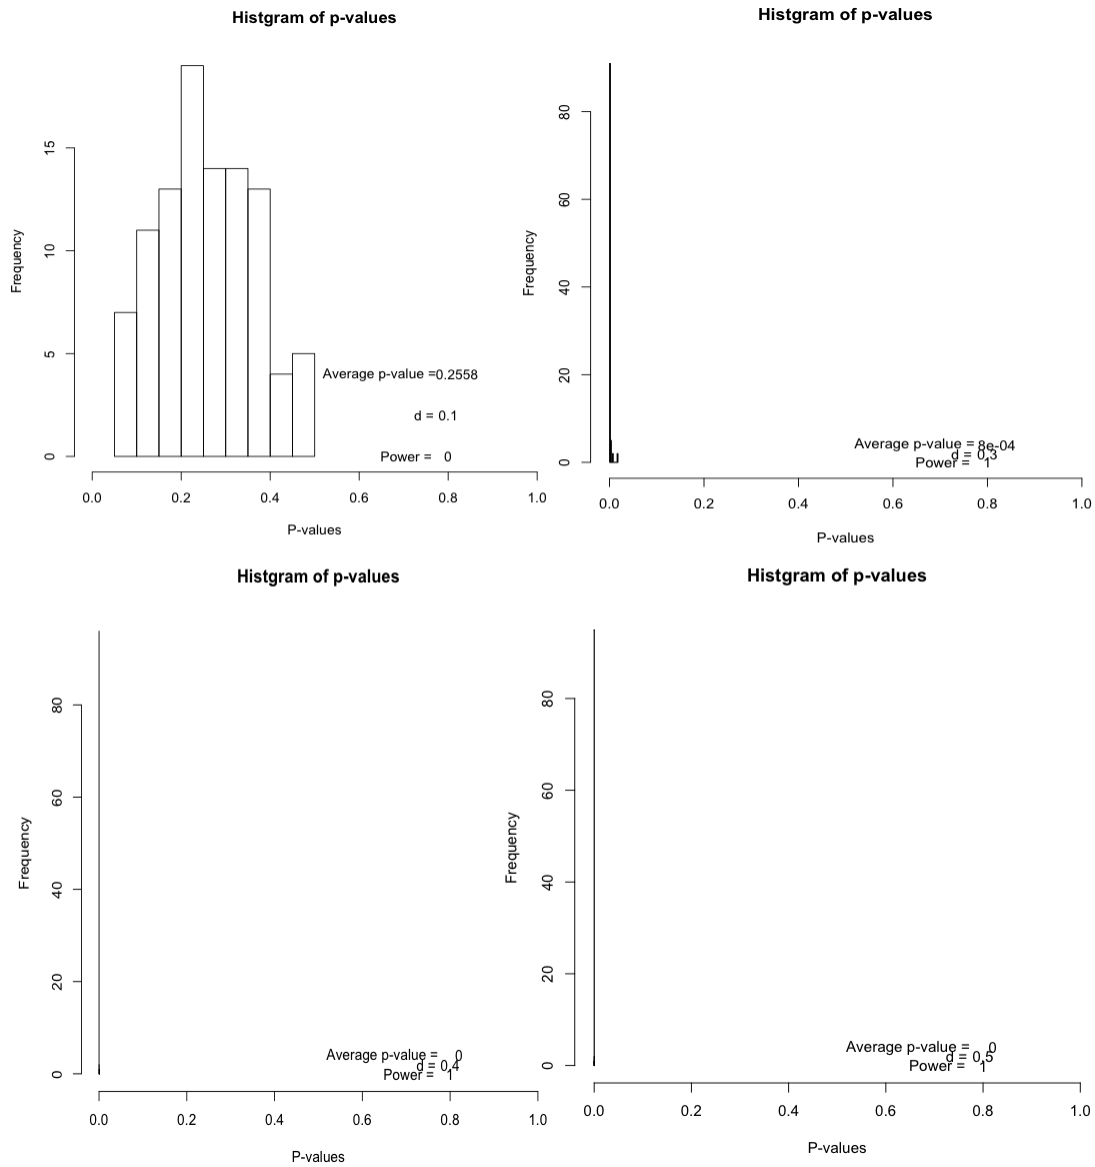 Histgram of p-values
Frequency
15
10
5
0
Average p-value =0.2558
d = 0.1
Power = 0
0.0 0.2 0.4 0.6 0.8 1.0
P-values
Histgram of p-values
Frequency
80
60
40
20
0
Average p-value = 8e-04
d = 0.3
Power = 1
0.0 0.2 0.4 0.6 0.8 1.0
P-values
Histgram of p-values
Frequency
80
60
40
20
0
Average p-value = 0
d = 0.4
Power = 1
0.0 0.2 0.4 0.6 0.8 1.0
P-values
Histgram of p-values
Frequency
80
60
40
20
0
Average p-value = 0
d = 0.5
Power = 1
0.0 0.2 0.4 0.6 0.8 1.0
P-values